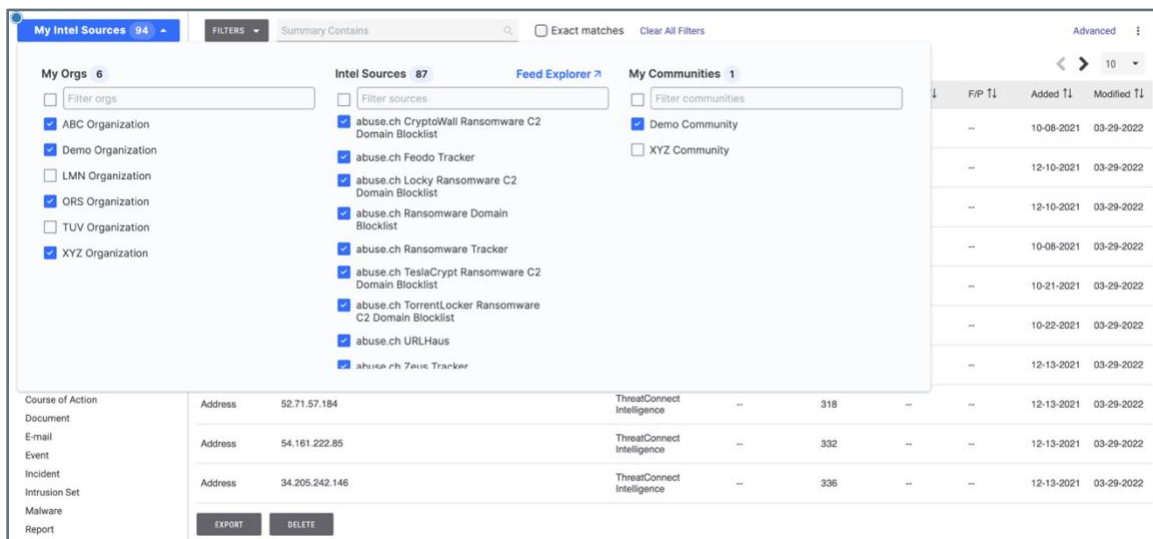 My Intel Sources 94
FILTERS
Summary Contains
Exact matches
Clear All Filters
Advanced
10
My Orgs 6
Filter orgs
ABC Organization
Demo Organization
LMN Organization
QRS Organization
TUV Organization
XYZ Organization
Intel Sources 87
Feed Explorer
Filter sources
abuse.ch CryptoWall Ransomware C2
Domain Blocklist
abuse.ch Feodo Tracker
abuse.ch Locky Ransomware C2
Domain Blocklist
abuse.ch Ransomware Domain
Blocklist
abuse.ch Ransomware Tracker
abuse.ch TeslaCrypt Ransomware C2
Domain Blocklist
abuse.ch TorrentLocker Ransomware
C2 Domain Blocklist
abuse.ch URLHaus
abuse.ch Zeus Tracker
My Communities 1
Filter communities
Demo Community
XYZ Community
F/P Added Modified
-- 10-08-2021 03-29-2022
-- 12-10-2021 03-29-2022
-- 12-10-2021 03-29-2022
-- 10-08-2021 03-29-2022
-- 10-21-2021 03-29-2022
-- 10-22-2021 03-29-2022
-- 12-13-2021 03-29-2022
Course of Action
Document
E-mail
Event
Incident
Intrusion Set
Malware
Report
Address 52.71.57.184 ThreatConnect
Intelligence -- 318 -- -- 12-13-2021 03-29-2022
Address 54.161.222.85 ThreatConnect
Intelligence -- 332 -- -- 12-13-2021 03-29-2022
Address 34.205.242.146 ThreatConnect
Intelligence -- 336 -- -- 12-13-2021 03-29-2022
EXPORT
DELETE